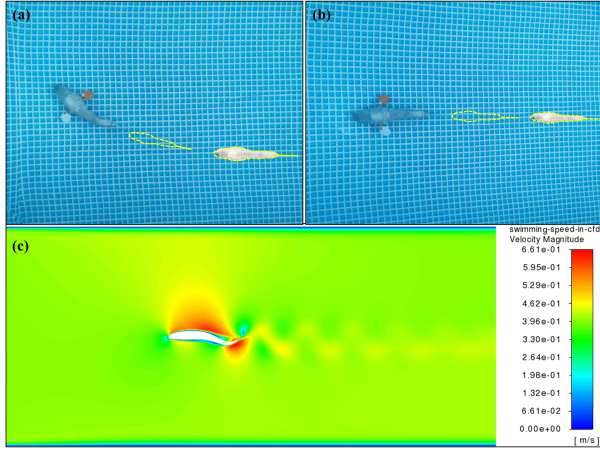 (a)
(b)
(c)
swimming-speed-in-cfd
Velocity Magnitude
6.61e-01
5.95e-01
5.29e-01
4.62e-01
3.96e-01
3.30e-01
2.64e-01
1.98e-01
1.32e-01
6.61e-02
0.00e+00
[ m/s ]